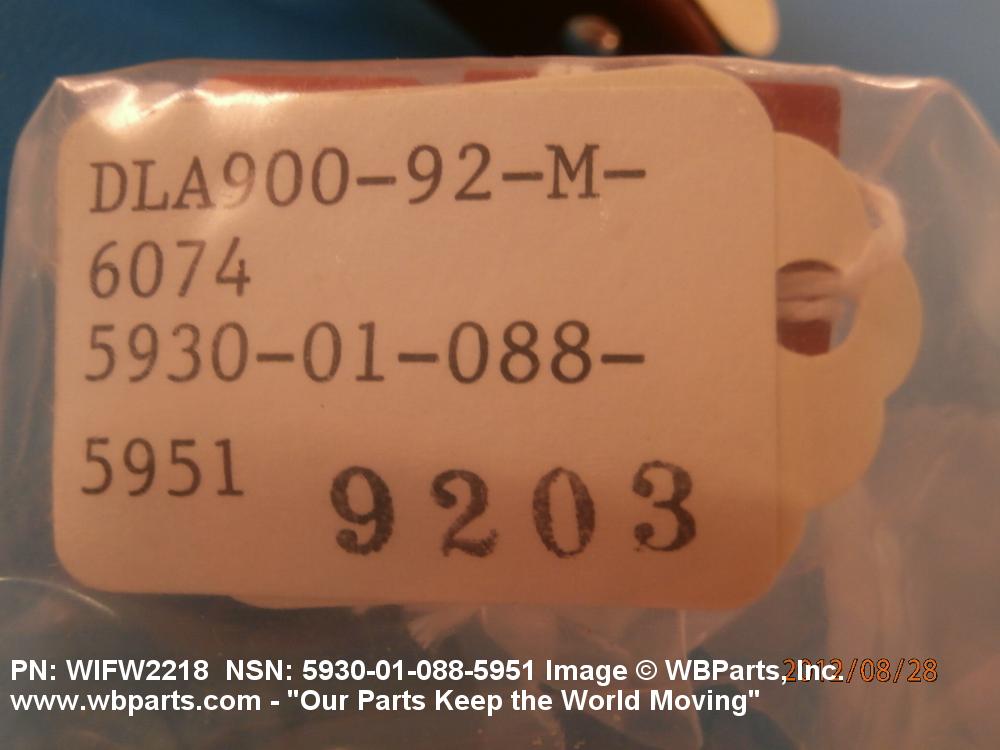 DLA900-92-M-
6074
5930-01-088-
5951
9203
2012/08/28
PN: WIFW2218 NSN: 5930-01-088-5951 Image © WBParts, Inc.
www.wbparts.com - "Our Parts Keep the World Moving"